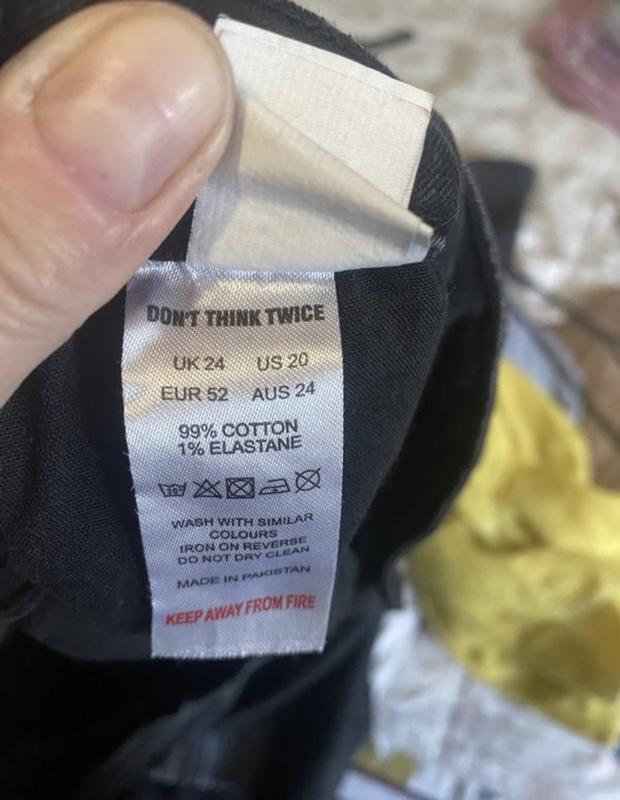 DON'T THINK TWICE
UK 24 US 20
EUR 52 AUS 24
99% COTTON
1% ELASTANE
30
WASH WITH SIMILAR
COLOURS
IRON ON REVERSE
DO NOT DRY CLEAN
MADE IN PAKISTAN
KEEP AWAY FROM FIRE